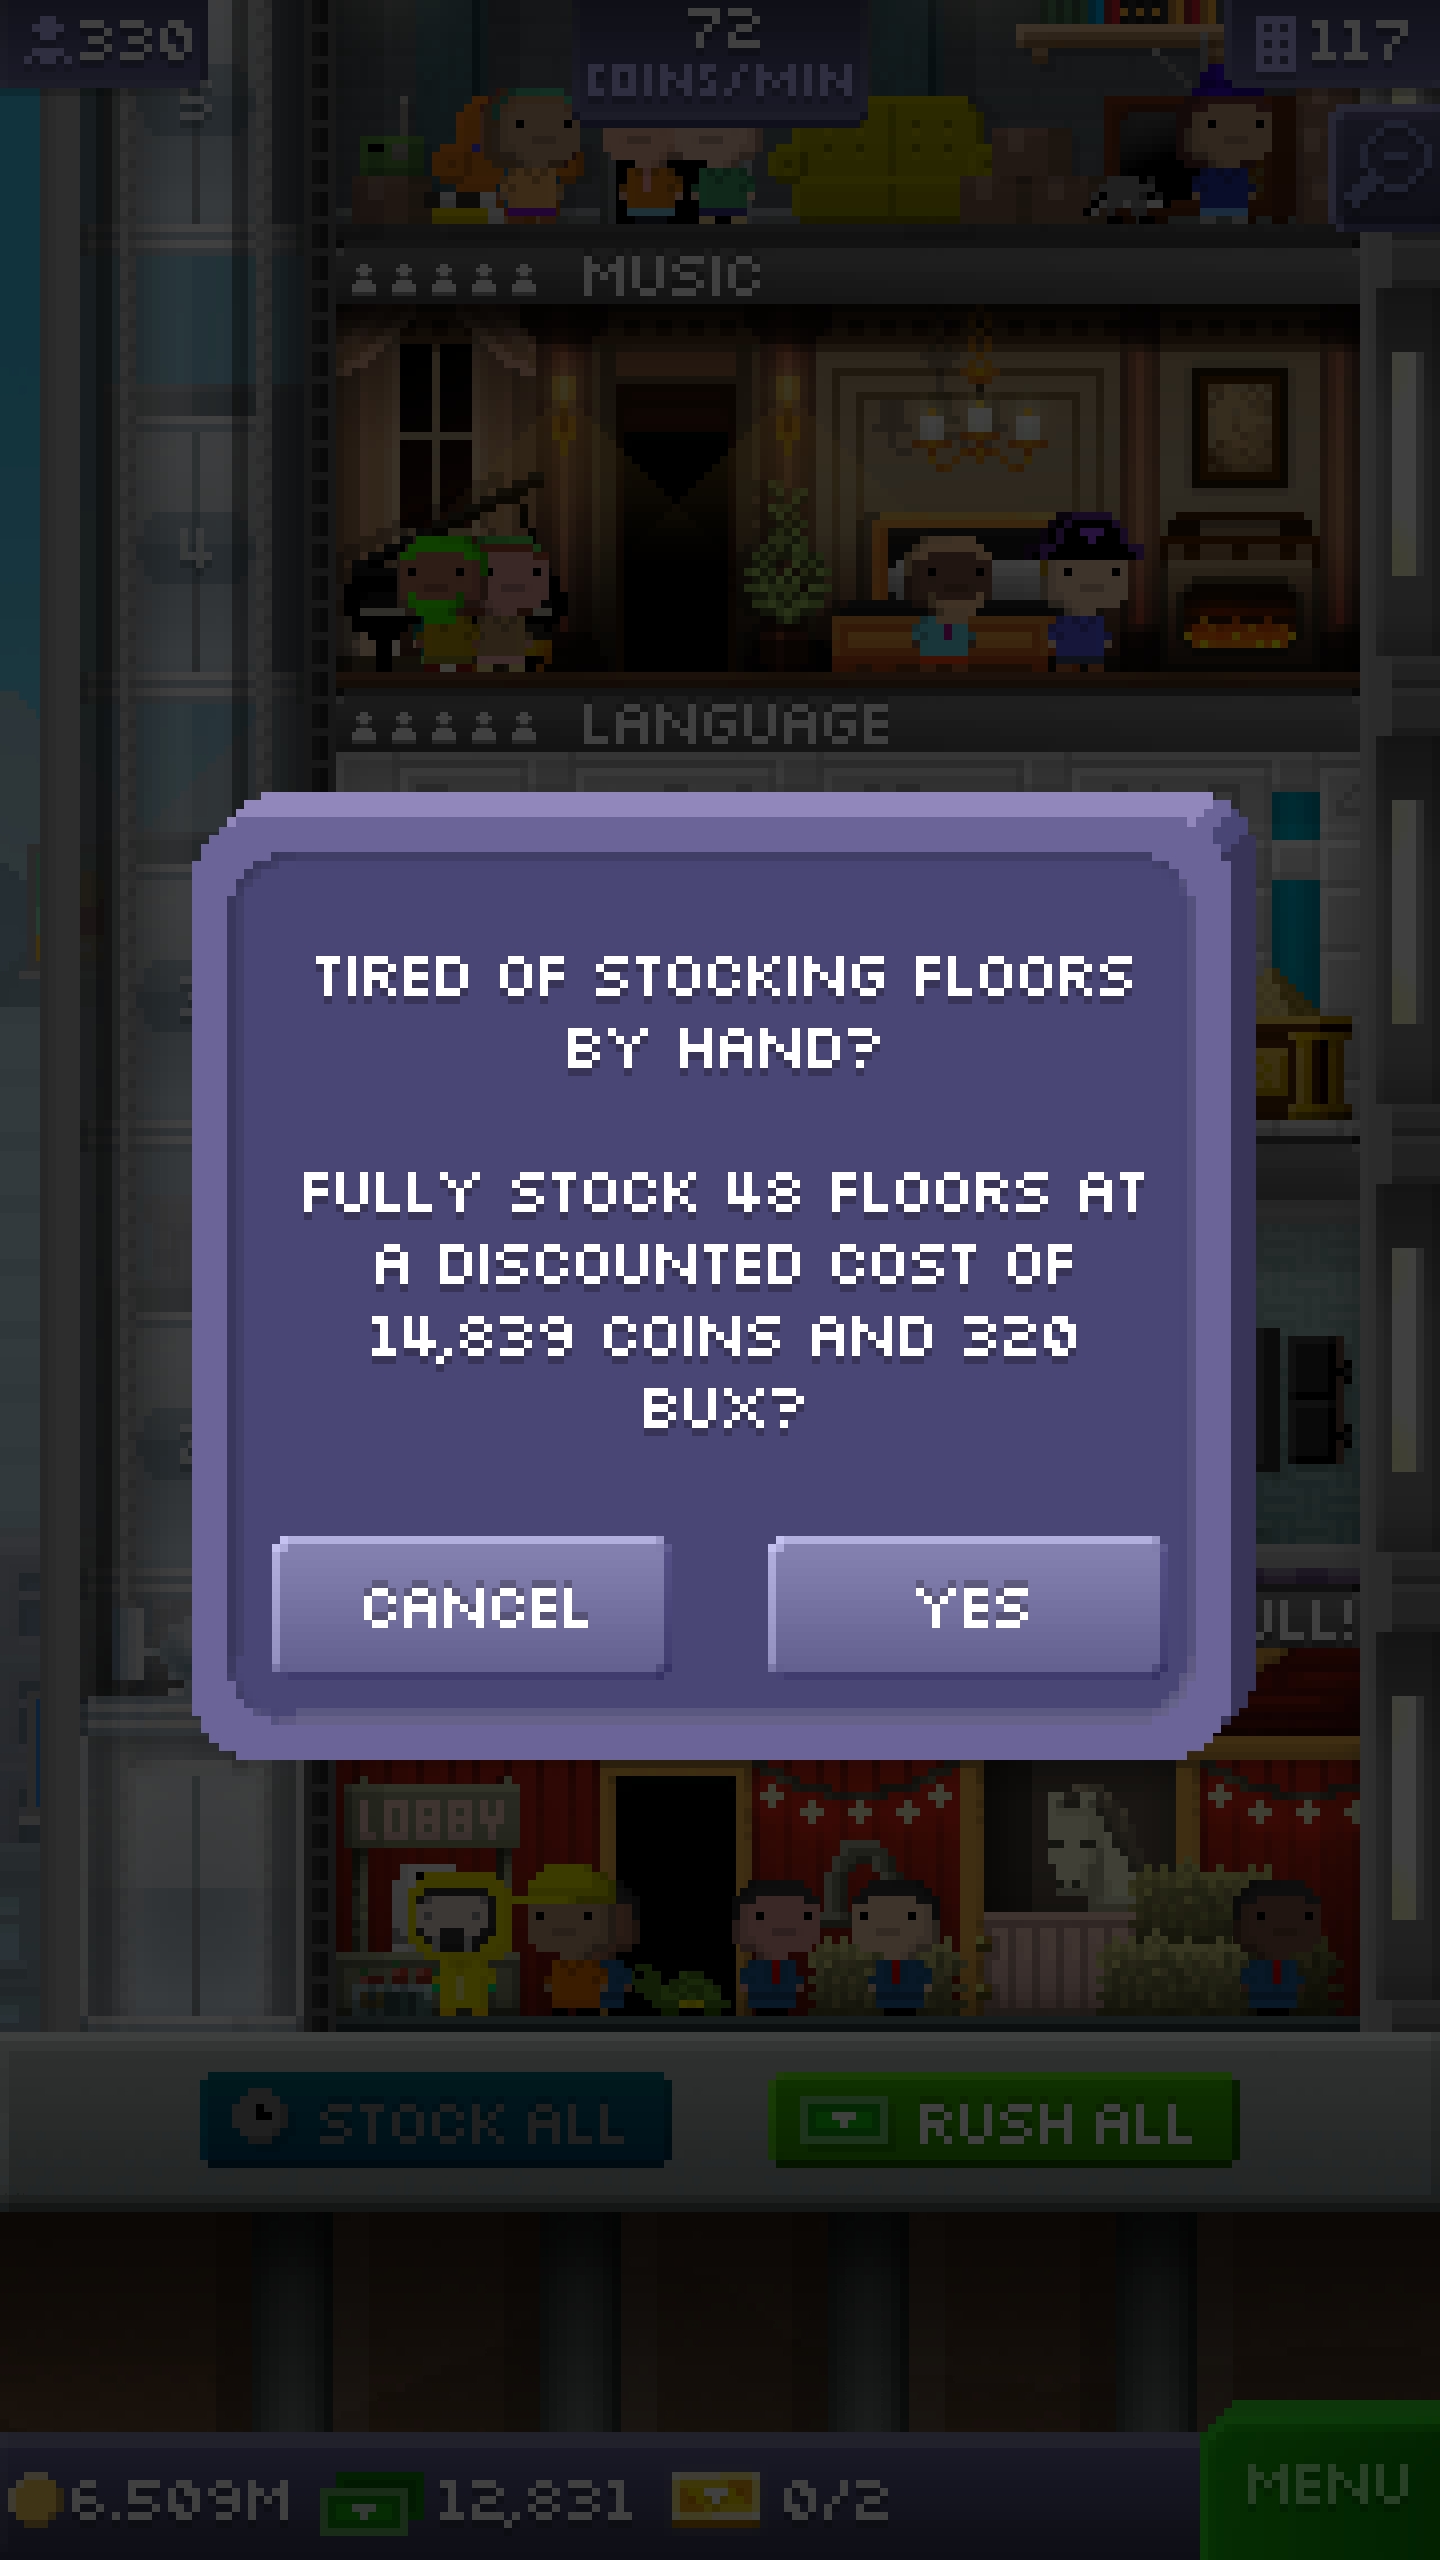 330
72
COINS/MIN
117
5
MUSIC
4
LANGUAGE
TIRED OF STOCKING FLOORS
BY HAND?
FULLY STOCK 48 FLOORS AT
A DISCOUNTED COST OF
14,839 COINS AND 320
BUX?
CANCEL
YES
LOBBY
STOCK ALL
RUSH ALL
6.509M
12,831
0/2
MENU